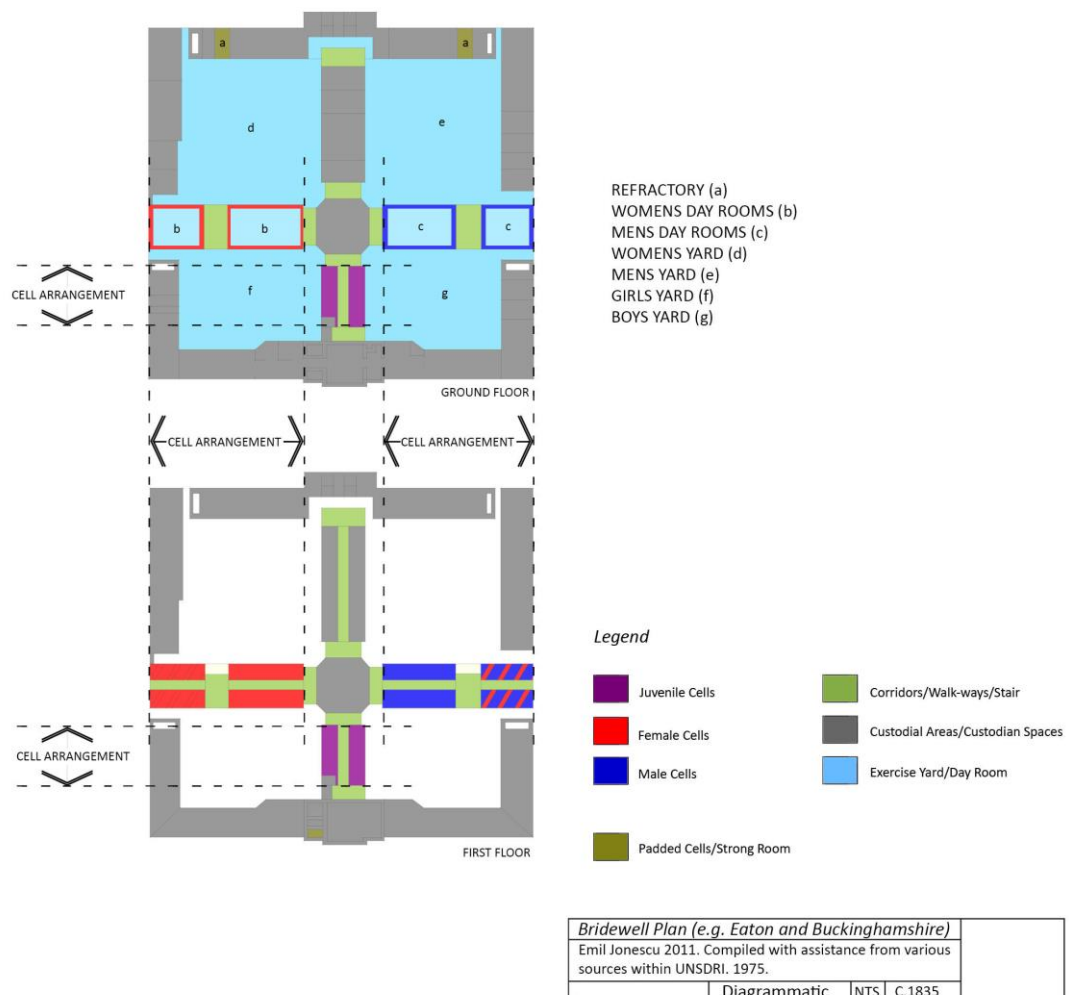 a
a
d
e
b
b
c
c
CELL ARRANGEMENT
f
g
GROUND FLOOR
REFRACTORY (a)
WOMENS DAY ROOMS (b)
MENS DAY ROOMS (c)
WOMENS YARD (d)
MENS YARD (e)
GIRLS YARD (f)
BOYS YARD (g)
CELL ARRANGEMENT
CELL ARRANGEMENT
CELL ARRANGEMENT
FIRST FLOOR
Legend
Juvenile Cells
Female Cells
Male Cells
Padded Cells/Strong Room
Corridors/Walk-ways/Stair
Custodial Areas/Custodian Spaces
Exercise Yard/Day Room
Bridewell Plan (e.g. Eaton and Buckinghamshire)
Emil Jonescu 2011. Compiled with assistance from various
sources within UNSDRI. 1975.
Diagrammatic NTS C.1835